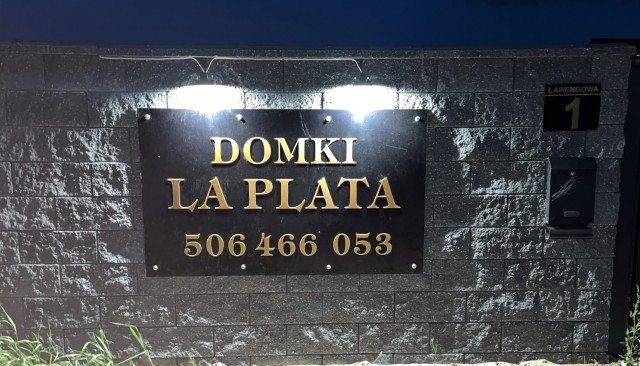 DOMKI
LA PLATA
506 466 053
LAWENDOWA
1